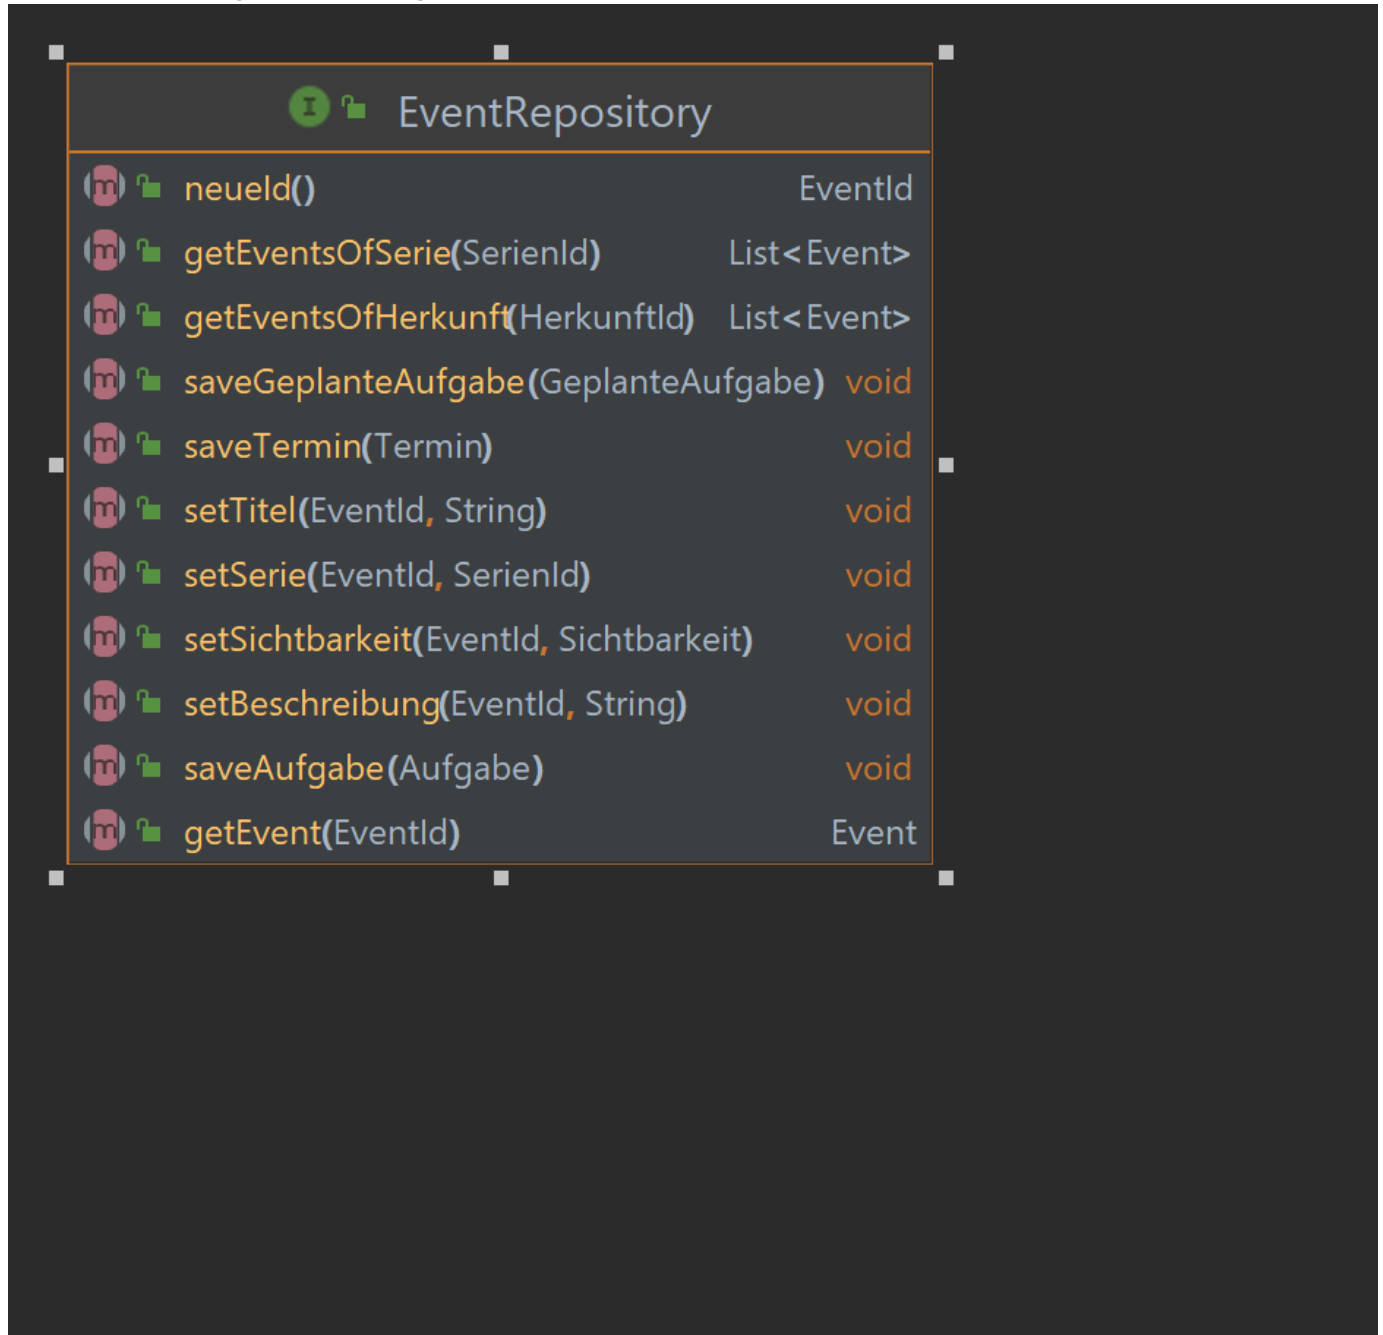 EventRepository
neueId() EventId
getEventsOfSerie(SerienId) List<Event>
getEventsOfHerkunft(HerkunftId) List<Event>
saveGeplanteAufgabe(GeplanteAufgabe) void
saveTermin(Termin) void
setTitel(EventId, String) void
setSerie(EventId, SerienId) void
setSichtbarkeit(EventId, Sichtbarkeit) void
setBeschreibung(EventId, String) void
saveAufgabe(Aufgabe) void
getEvent(EventId) Event